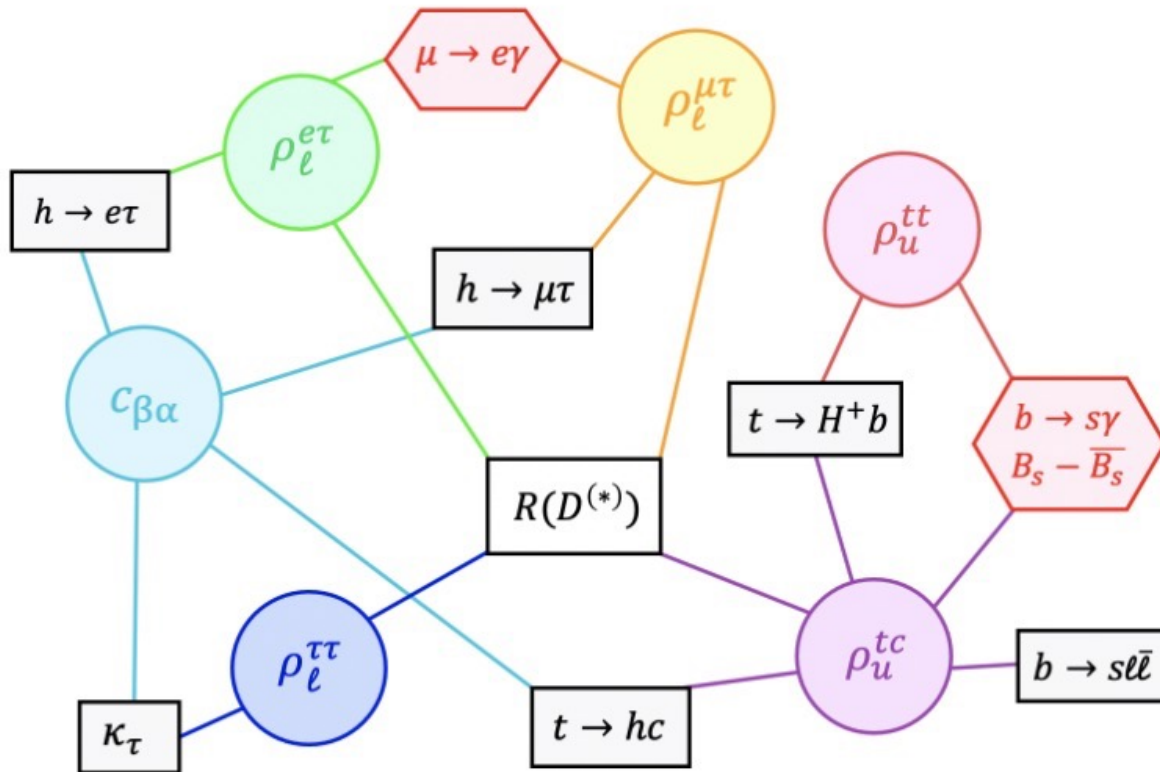 μ → eγ
ρ_ℓ^{eτ}
ρ_ℓ^{μτ}
h → eτ
ρ_u^{tt}
h → μτ
c_{βα}
t → H⁺b
b → sγ
B_s − \overline{B_s}
R(D^{(*)})
ρ_ℓ^{ττ}
ρ_u^{tc}
b → sℓ\bar{ℓ}
κ_τ
t → hc